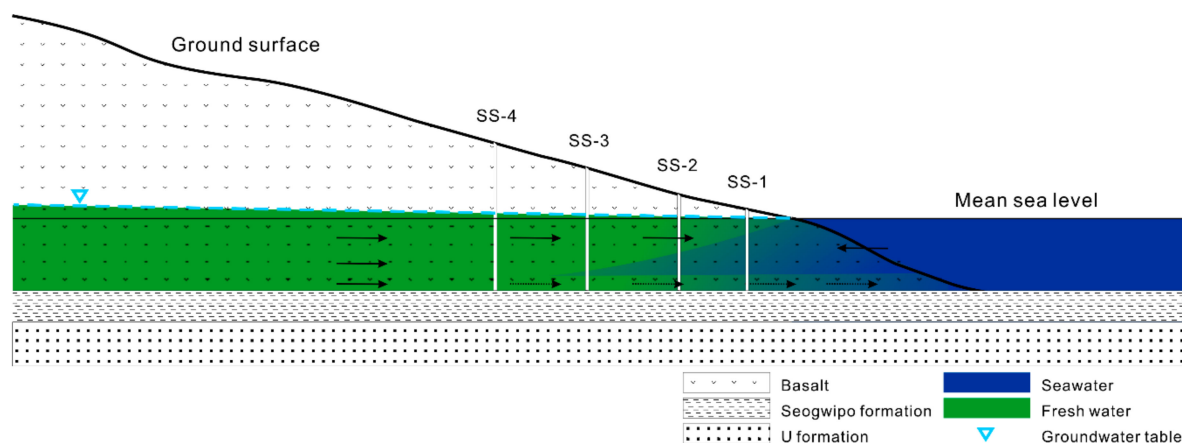 Ground surface
SS-4
SS-3
SS-2
SS-1
Mean sea level
Basalt
Seawater
Seogwipo formation
Fresh water
U formation
Groundwater table